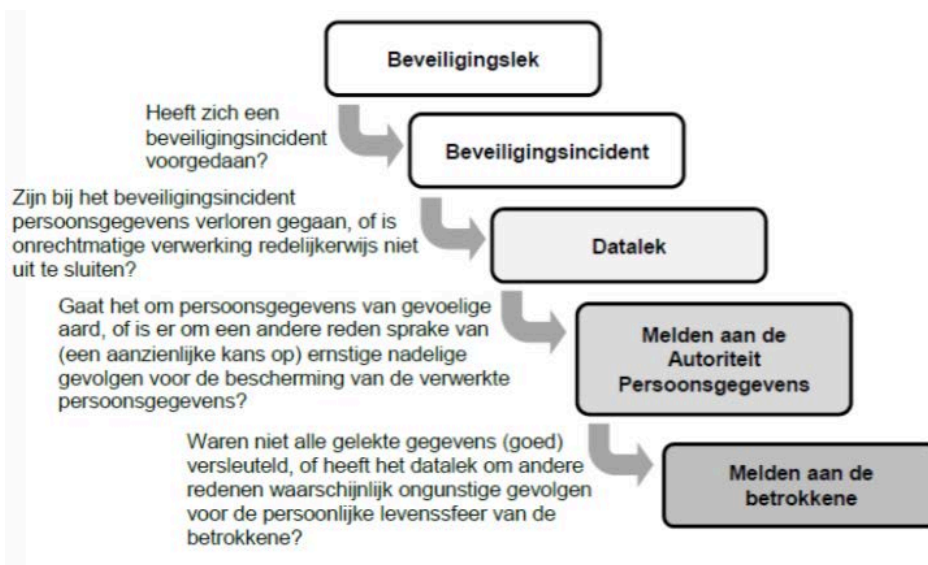 Beveiligingslek
Heeft zich een
beveiligingsincident
voorgedaan?
Beveiligingsincident
Zijn bij het beveiligingsincident
persoonsgegevens verloren gegaan, of is
onrechtmatige verwerking redelijkerwijs niet
uit te sluiten?
Datalek
Gaat het om persoonsgegevens van gevoelige
aard, of is er om een andere reden sprake van
(een aanzienlijke kans op) ernstige nadelige
gevolgen voor de bescherming van de verwerkte
persoonsgegevens?
Melden aan de
Autoriteit
Persoonsgegevens
Waren niet alle gelekte gegevens (goed)
versleuteld, of heeft het datalek om andere
redenen waarschijnlijk ongunstige gevolgen
voor de persoonlijke levenssfeer van de
betrokkene?
Melden aan de
betrokkene